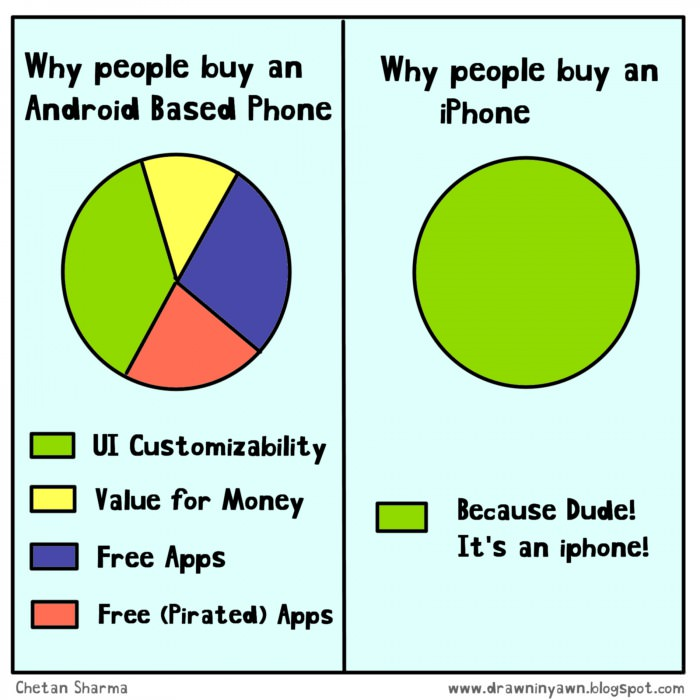 Why people buy an
Android Based Phone
UI Customizability
Value for Money
Free Apps
Free (Pirated) Apps
Why people buy an
iPhone
Because Dude!
It's an iphone!
Chetan Sharma
www.drawninyawn.blogspot.com